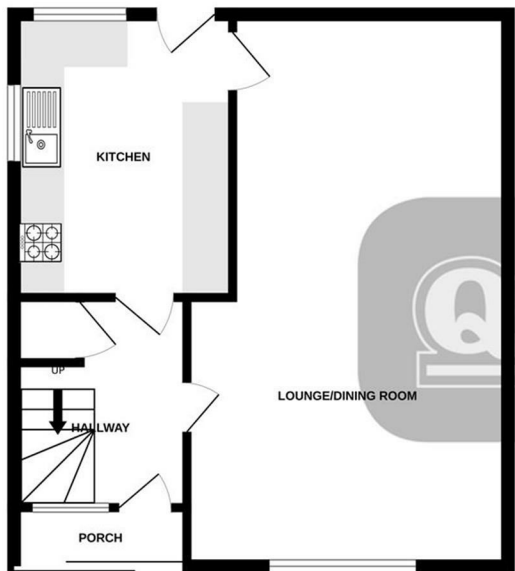 KITCHEN
UP
HALLWAY
LOUNGE/DINING ROOM
PORCH
Q